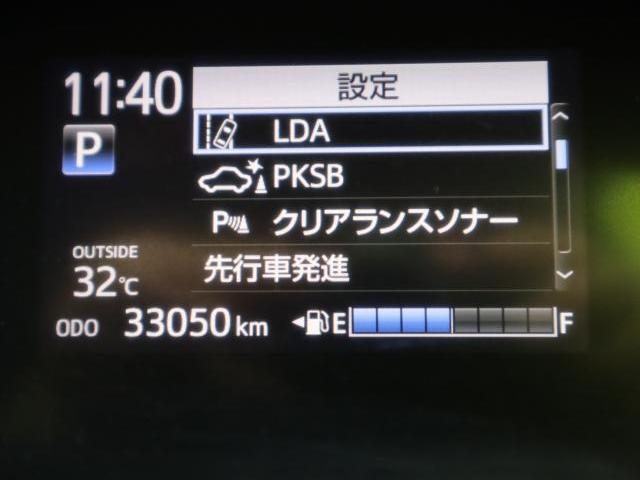 11:40
設定
LDA
P
PKSB
P クリアランスソナー
OUTSIDE
32℃
先行車発進
ODO 33050 km
E F